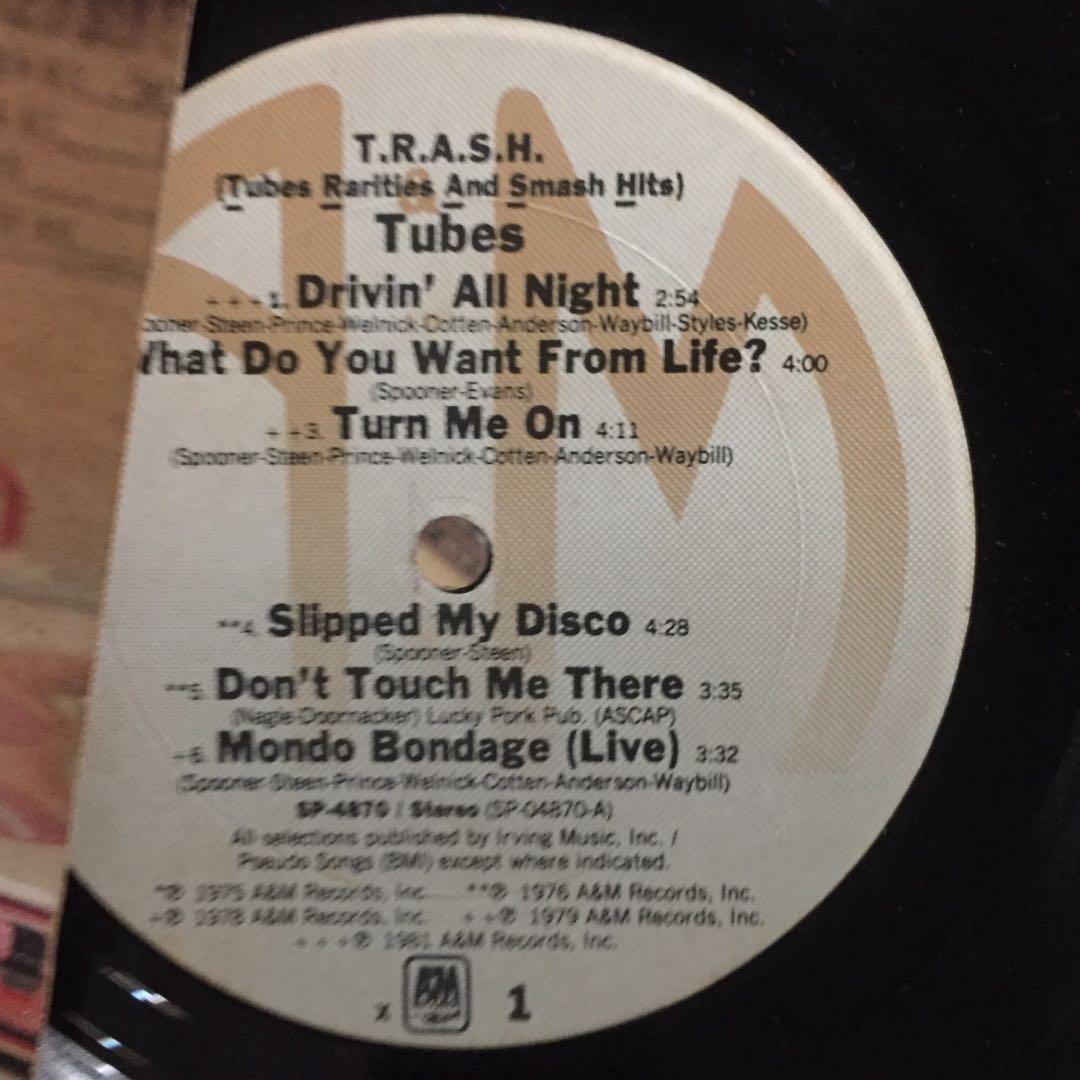 T.R.A.S.H.
(Tubes Rarities And Smash Hits)
Tubes
+ + + 1. Drivin' All Night 2:54
ooner-Steen-Prince-Welnick-Cotten-Anderson-Waybill-Styles-Kesse)
What Do You Want From Life? 4:00
(Spooner-Evans)
+ + 3. Turn Me On 4:11
(Spooner-Steen-Prince-Welnick-Cotten-Anderson-Waybill)
**4. Slipped My Disco 4:28
(Spooner-Steen)
**5. Don't Touch Me There 3:35
(Nagle-Doornacker) Lucky Pork Pub. (ASCAP)
+6. Mondo Bondage (Live) 3:32
(Spooner-Steen-Prince-Welnick-Cotten-Anderson-Waybill)
SP-4870 / Stereo (SP-04870-A)
All selections published by Irving Music, Inc. /
Pseudo Songs (BMI) except where indicated.
*℗ 1975 A&M Records, Inc. **℗ 1976 A&M Records, Inc.
+℗ 1978 A&M Records, Inc. + +℗ 1979 A&M Records, Inc.
+ + +℗ 1981 A&M Records, Inc.
x A&M 1